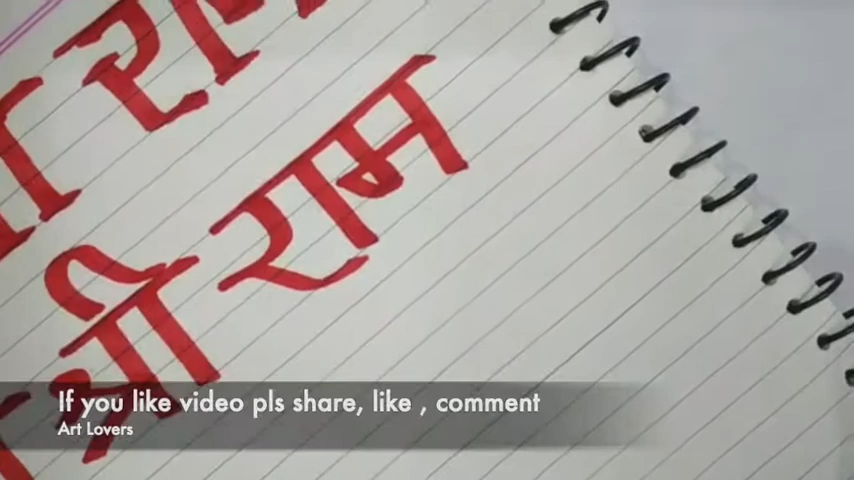 श्री राम
If you like video pls share, like , comment
Art Lovers